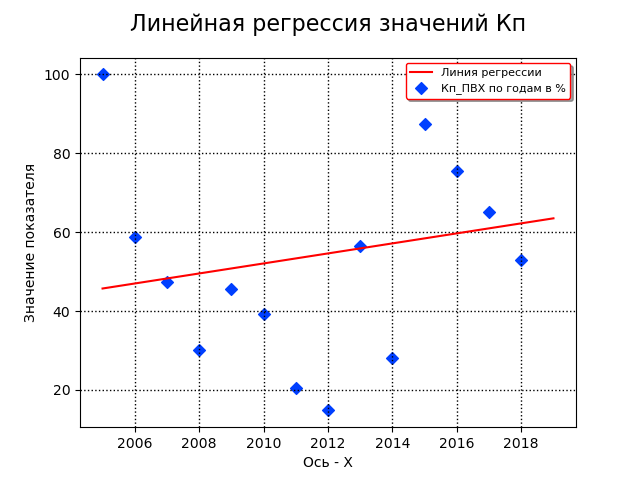 Линейная регрессия значений Кп
Линия регрессии
Кп_ПВХ по годам в %
Значение показателя
100
80
60
40
20
2006 2008 2010 2012 2014 2016 2018
Ось - X